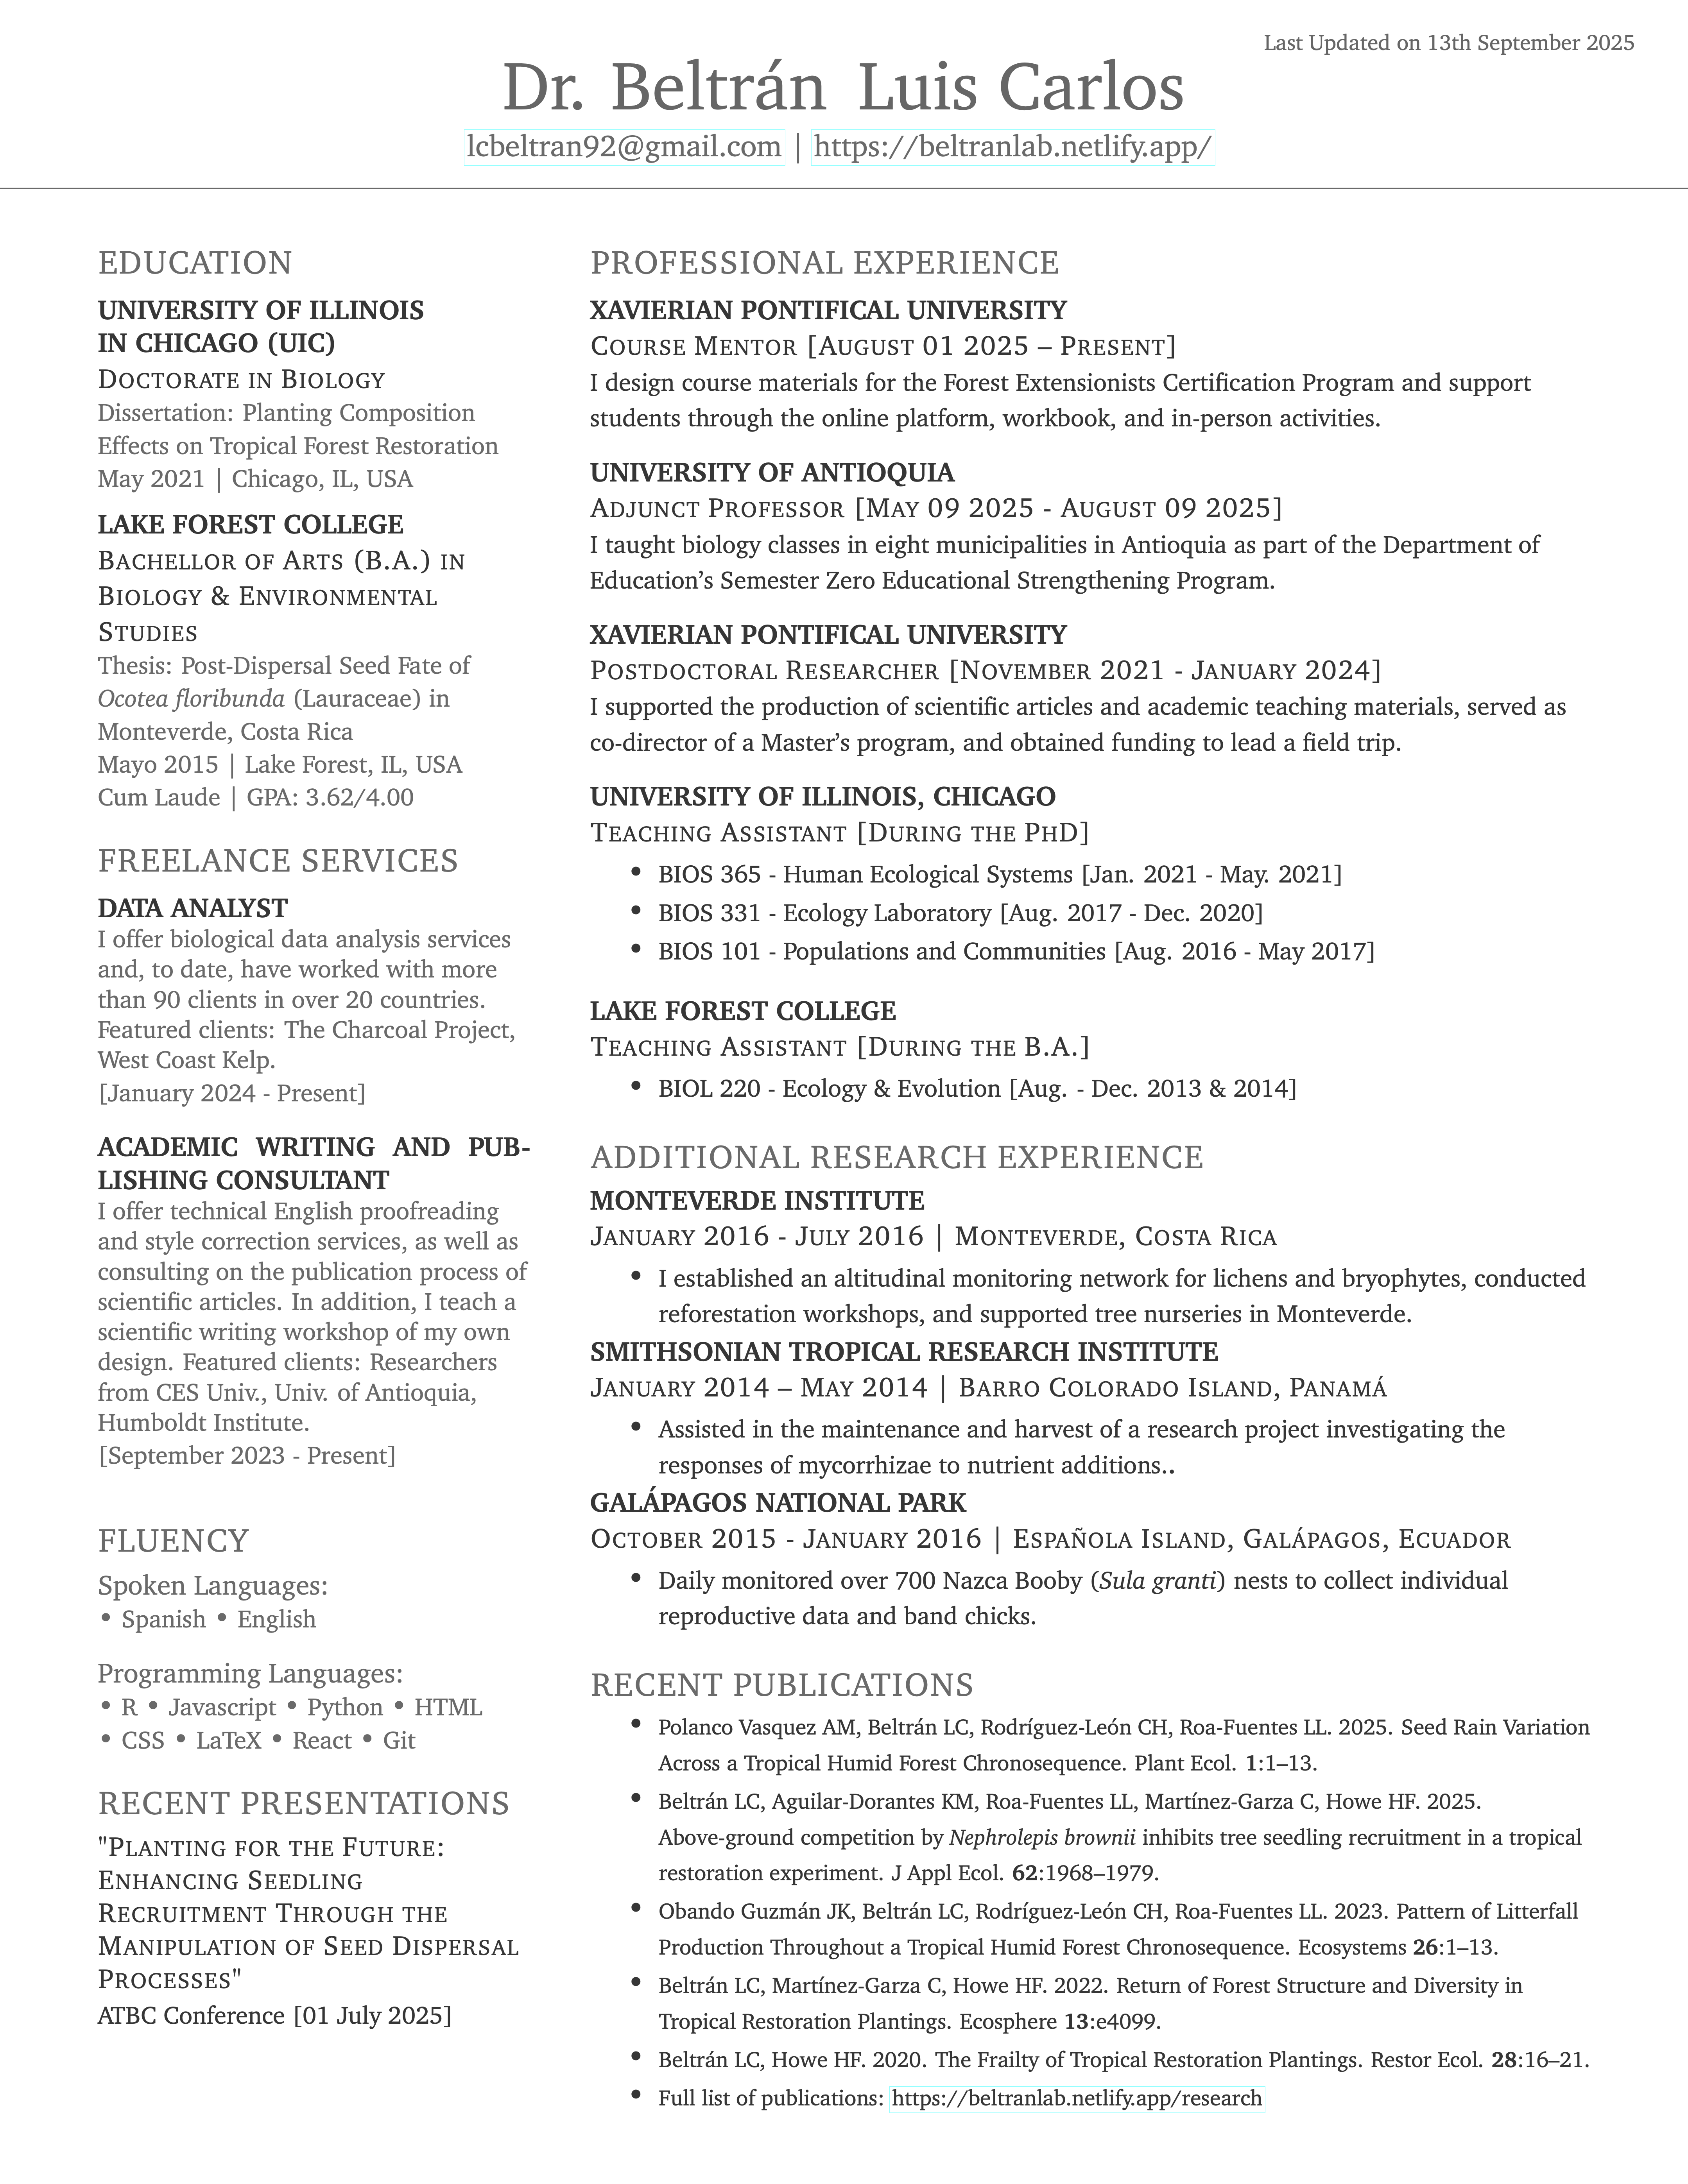 Last Updated on 13th September 2025
Dr. Beltrán Luis Carlos
lcbeltran92@gmail.com | https://beltranlab.netlify.app/
EDUCATION
UNIVERSITY OF ILLINOIS
IN CHICAGO (UIC)
DOCTORATE IN BIOLOGY
Dissertation: Planting Composition
Effects on Tropical Forest Restoration
May 2021 | Chicago, IL, USA
LAKE FOREST COLLEGE
BACHELLOR OF ARTS (B.A.) IN
BIOLOGY & ENVIRONMENTAL
STUDIES
Thesis: Post-Dispersal Seed Fate of
Ocotea floribunda (Lauraceae) in
Monteverde, Costa Rica
Mayo 2015 | Lake Forest, IL, USA
Cum Laude | GPA: 3.62/4.00
FREELANCE SERVICES
DATA ANALYST
I offer biological data analysis services
and, to date, have worked with more
than 90 clients in over 20 countries.
Featured clients: The Charcoal Project,
West Coast Kelp.
[January 2024 - Present]
ACADEMIC WRITING AND PUB-
LISHING CONSULTANT
I offer technical English proofreading
and style correction services, as well as
consulting on the publication process of
scientific articles. In addition, I teach a
scientific writing workshop of my own
design. Featured clients: Researchers
from CES Univ., Univ. of Antioquia,
Humboldt Institute.
[September 2023 - Present]
FLUENCY
Spoken Languages:
• Spanish • English
Programming Languages:
• R • Javascript • Python • HTML
• CSS • LaTeX • React • Git
RECENT PRESENTATIONS
"PLANTING FOR THE FUTURE:
ENHANCING SEEDLING
RECRUITMENT THROUGH THE
MANIPULATION OF SEED DISPERSAL
PROCESSES"
ATBC Conference [01 July 2025]
PROFESSIONAL EXPERIENCE
XAVIERIAN PONTIFICAL UNIVERSITY
COURSE MENTOR [AUGUST 01 2025 – PRESENT]
I design course materials for the Forest Extensionists Certification Program and support
students through the online platform, workbook, and in-person activities.
UNIVERSITY OF ANTIOQUIA
ADJUNCT PROFESSOR [MAY 09 2025 - AUGUST 09 2025]
I taught biology classes in eight municipalities in Antioquia as part of the Department of
Education’s Semester Zero Educational Strengthening Program.
XAVIERIAN PONTIFICAL UNIVERSITY
POSTDOCTORAL RESEARCHER [NOVEMBER 2021 - JANUARY 2024]
I supported the production of scientific articles and academic teaching materials, served as
co-director of a Master’s program, and obtained funding to lead a field trip.
UNIVERSITY OF ILLINOIS, CHICAGO
TEACHING ASSISTANT [DURING THE PHD]
• BIOS 365 - Human Ecological Systems [Jan. 2021 - May. 2021]
• BIOS 331 - Ecology Laboratory [Aug. 2017 - Dec. 2020]
• BIOS 101 - Populations and Communities [Aug. 2016 - May 2017]
LAKE FOREST COLLEGE
TEACHING ASSISTANT [DURING THE B.A.]
• BIOL 220 - Ecology & Evolution [Aug. - Dec. 2013 & 2014]
ADDITIONAL RESEARCH EXPERIENCE
MONTEVERDE INSTITUTE
JANUARY 2016 - JULY 2016 | MONTEVERDE, COSTA RICA
• I established an altitudinal monitoring network for lichens and bryophytes, conducted
reforestation workshops, and supported tree nurseries in Monteverde.
SMITHSONIAN TROPICAL RESEARCH INSTITUTE
JANUARY 2014 – MAY 2014 | BARRO COLORADO ISLAND, PANAMÁ
• Assisted in the maintenance and harvest of a research project investigating the
responses of mycorrhizae to nutrient additions..
GALÁPAGOS NATIONAL PARK
OCTOBER 2015 - JANUARY 2016 | ESPAÑOLA ISLAND, GALÁPAGOS, ECUADOR
• Daily monitored over 700 Nazca Booby (Sula granti) nests to collect individual
reproductive data and band chicks.
RECENT PUBLICATIONS
• Polanco Vasquez AM, Beltrán LC, Rodríguez-León CH, Roa-Fuentes LL. 2025. Seed Rain Variation
Across a Tropical Humid Forest Chronosequence. Plant Ecol. 1:1–13.
• Beltrán LC, Aguilar-Dorantes KM, Roa-Fuentes LL, Martínez-Garza C, Howe HF. 2025.
Above-ground competition by Nephrolepis brownii inhibits tree seedling recruitment in a tropical
restoration experiment. J Appl Ecol. 62:1968–1979.
• Obando Guzmán JK, Beltrán LC, Rodríguez-León CH, Roa-Fuentes LL. 2023. Pattern of Litterfall
Production Throughout a Tropical Humid Forest Chronosequence. Ecosystems 26:1–13.
• Beltrán LC, Martínez-Garza C, Howe HF. 2022. Return of Forest Structure and Diversity in
Tropical Restoration Plantings. Ecosphere 13:e4099.
• Beltrán LC, Howe HF. 2020. The Frailty of Tropical Restoration Plantings. Restor Ecol. 28:16–21.
• Full list of publications: https://beltranlab.netlify.app/research